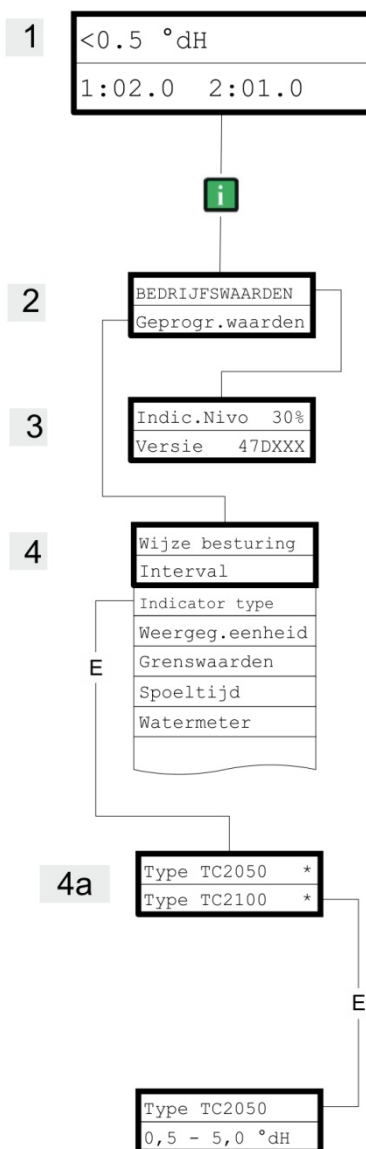 1
<0.5 °dH
1:02.0 2:01.0
i
2
BEDRIJFSWAARDEN
Geprogr.waarden
3
Indic.Nivo 30%
Versie 47DXXX
4
Wijze besturing
Interval
Indicator type
E
Weergeg.eenheid
Grenswaarden
Spoeltijd
Watermeter
4a
Type TC2050 *
Type TC2100 *
E
Type TC2050
0,5 - 5,0 °dH